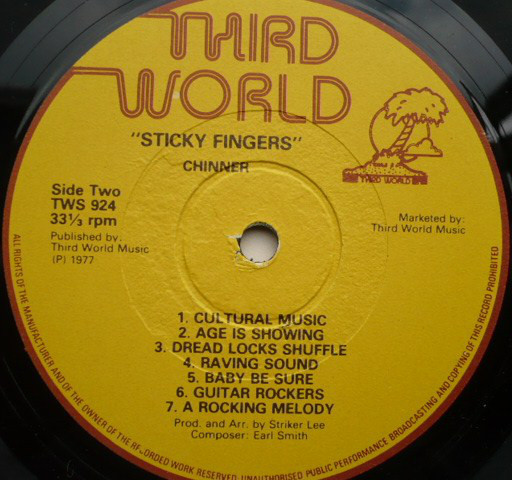 THIRD
WORLD
"STICKY FINGERS"
CHINNER
THIRD WORLD
Side Two
TWS 924
33⅓ rpm
Published by:
Third World Music
(P) 1977
Marketed by:
Third World Music
1. CULTURAL MUSIC
2. AGE IS SHOWING
3. DREAD LOCKS SHUFFLE
4. RAVING SOUND
5. BABY BE SURE
6. GUITAR ROCKERS
7. A ROCKING MELODY
Prod. and Arr. by Striker Lee
Composer: Earl Smith
ALL RIGHTS OF THE MANUFACTURER AND OF THE OWNER OF THE RECORDED WORK RESERVED. UNAUTHORISED PUBLIC PERFORMANCE BROADCASTING AND COPYING OF THIS RECORD PROHIBITED